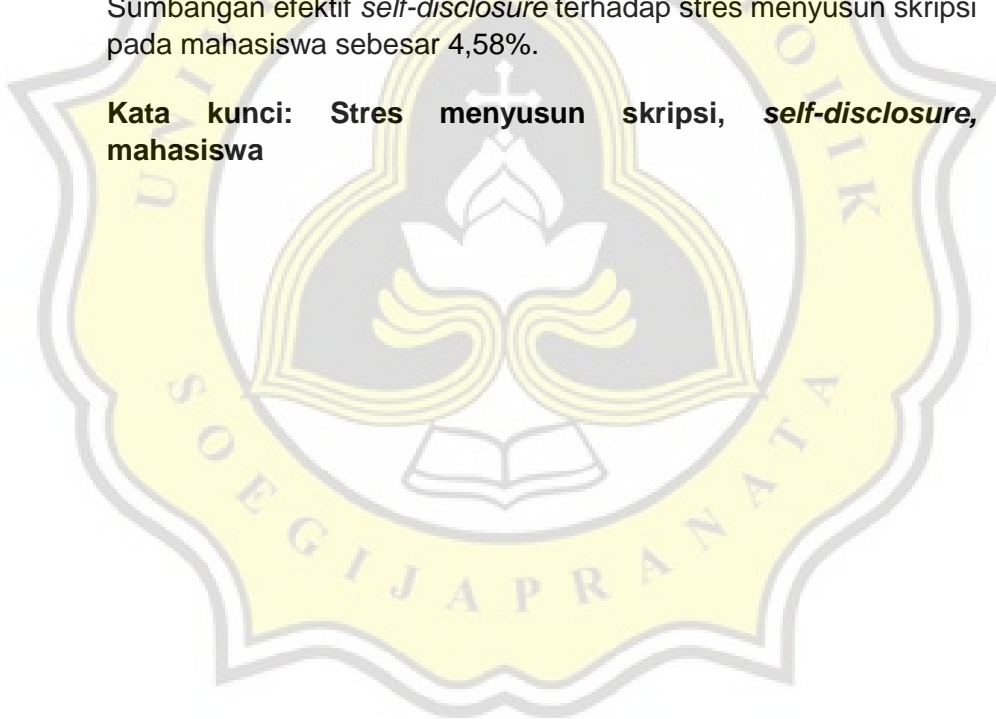 Sumbangan efektif self-disclosure terhadap stres menyusun skripsi
pada mahasiswa sebesar 4,58%.
Kata kunci: Stres menyusun skripsi, self-disclosure,
mahasiswa
SOEGIJAPRANATA